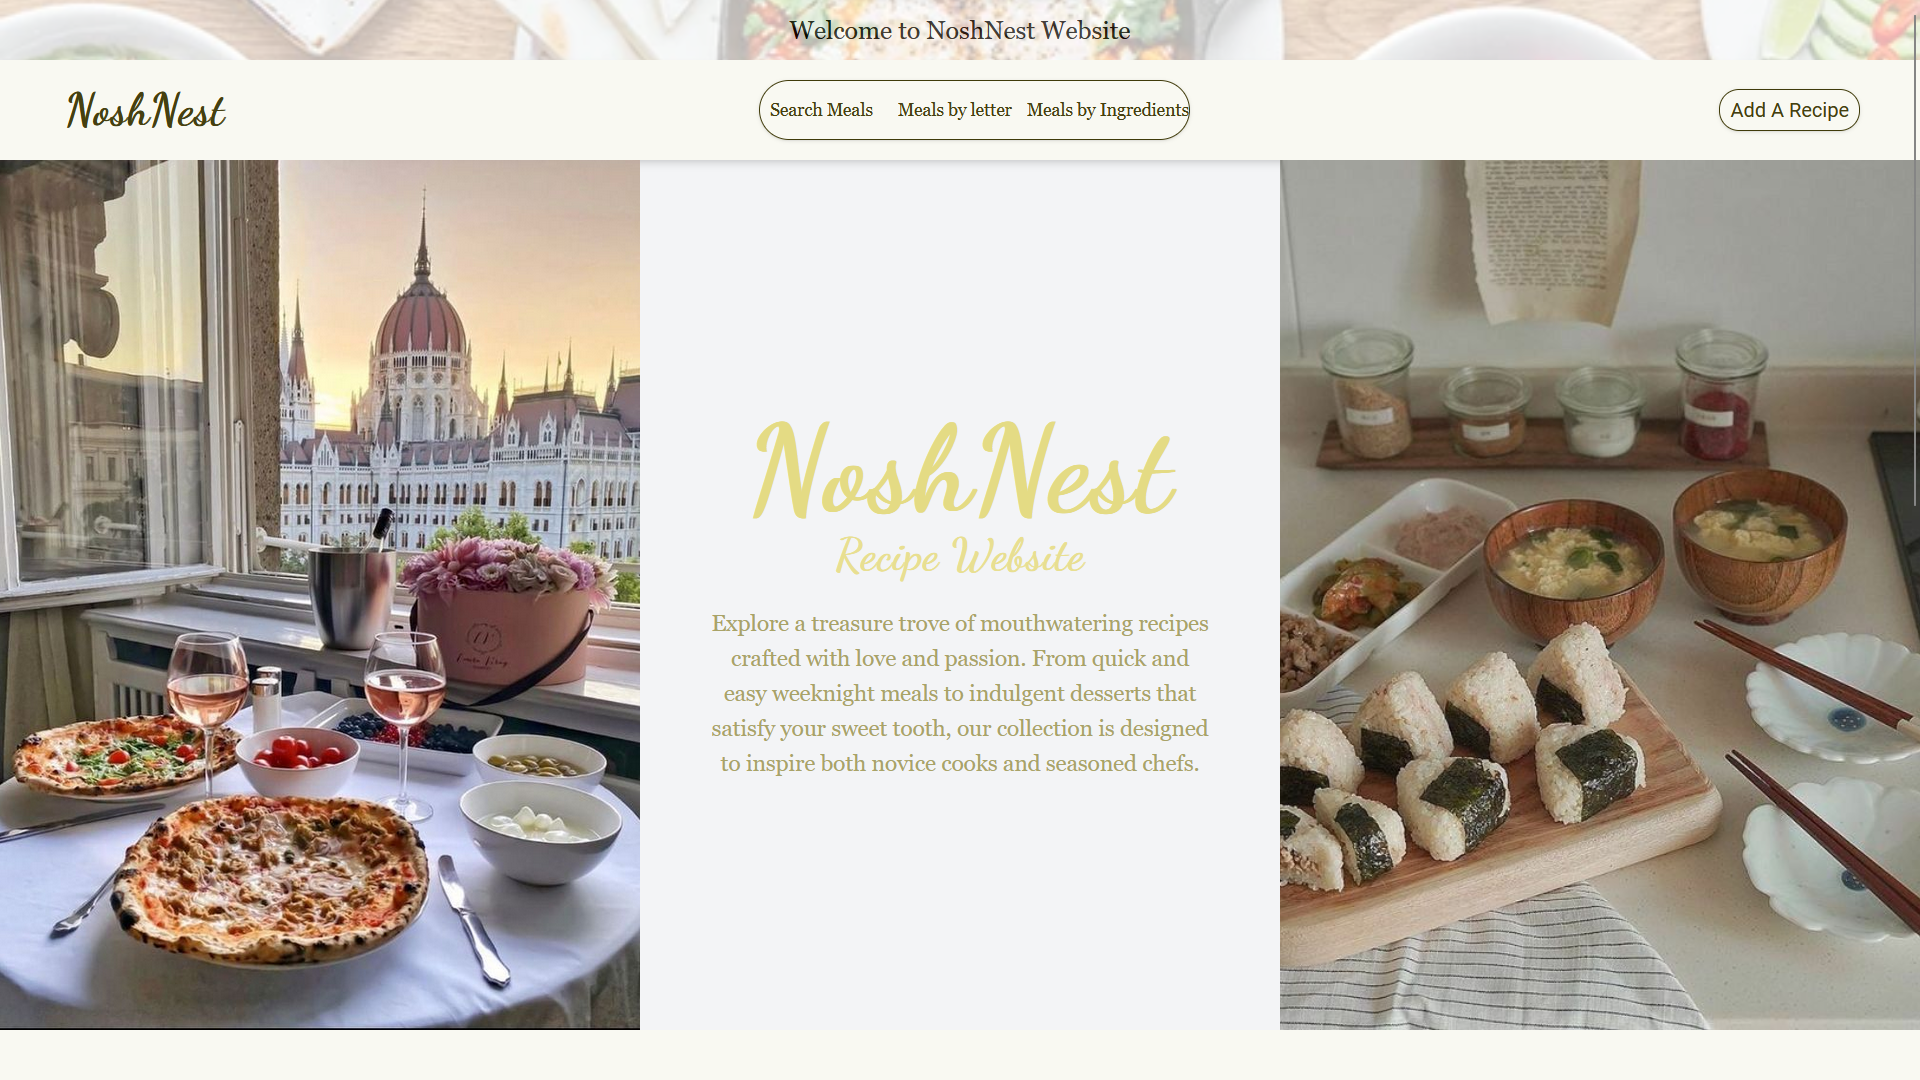 Welcome to NoshNest Website
NoshNest
Search Meals
Meals by letter
Meals by Ingredients
Add A Recipe
NoshNest
Recipe Website
Explore a treasure trove of mouthwatering recipes
crafted with love and passion. From quick and
easy weeknight meals to indulgent desserts that
satisfy your sweet tooth, our collection is designed
to inspire both novice cooks and seasoned chefs.